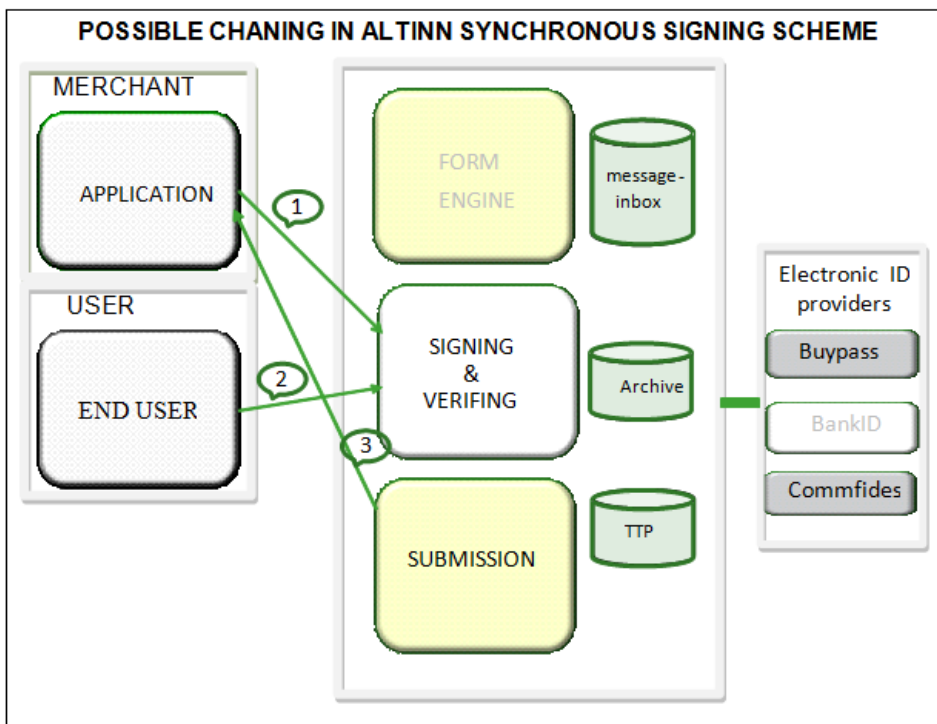 POSSIBLE CHANING IN ALTINN SYNCHRONOUS SIGNING SCHEME
MERCHANT
APPLICATION
1
USER
END USER
2
3
FORM
ENGINE
message-
inbox
SIGNING
&
VERIFING
Archive
SUBMISSION
TTP
Electronic ID
providers
Buypass
BankID
Commfides